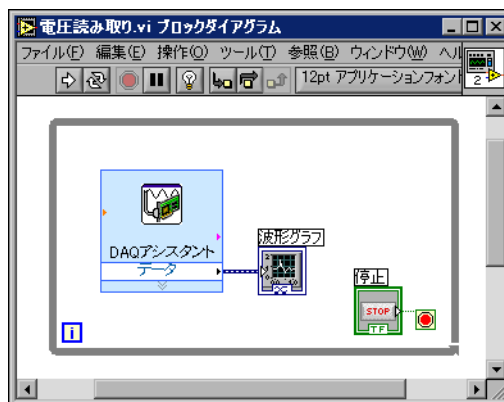 電圧読み取り.vi ブロックダイアグラム
ファイル(F) 編集(E) 操作(O) ツール(T) 参照(B) ウィンドウ(W) ヘル
12pt アプリケーションフォント
2
DAQアシスタント
データ
波形グラフ
停止
STOP
TF
i